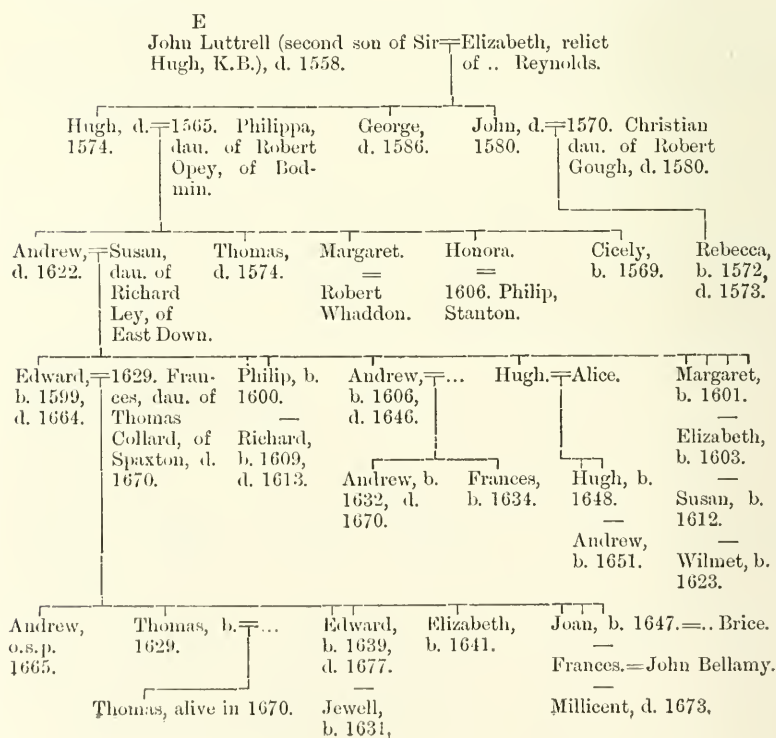 E
John Luttrell (second son of Sir=Elizabeth, relict
Hugh, K.B.), d. 1558. of .. Reynolds.
Hugh, d.=1565. Philippa,
1574. dau. of Robert
Opey, of Bod-
min.
George,
d. 1586.
John, d.=1570. Christian
1580. dau. of Robert
Gough, d. 1580.
Andrew,=Susan,
d. 1622. dau. of
Richard
Ley, of
East Down.
Thomas,
d. 1574.
Margaret.
=
Robert
Whaddon.
Honora.
=
1606. Philip,
Stanton.
Cicely,
b. 1569.
Rebecca,
b. 1572,
d. 1573.
Edward,=1629. Fran-
b. 1599, ces, dau. of
d. 1664. Thomas
Collard, of
Spaxton, d.
1670.
Philip, b.
1600.
—
Richard,
b. 1609,
d. 1613.
Andrew,=...
b. 1606,
d. 1646.
Hugh.=Alice.
Margaret,
b. 1601.
—
Elizabeth,
b. 1603.
—
Susan, b.
1612.
—
Wilmet, b.
1623.
Andrew, b.
1632, d.
1670.
Frances,
b. 1634.
Hugh, b.
1648.
—
Andrew,
b. 1651.
Andrew,
o.s.p.
1665.
Thomas, b.=...
1629.
Thomas, alive in 1670.
Edward,
b. 1639,
d. 1677.
—
Jewell,
b. 1631,
Elizabeth,
b. 1641.
Joan, b. 1647.=.. Brice.
—
Frances.=John Bellamy.
—
Millicent, d. 1673,